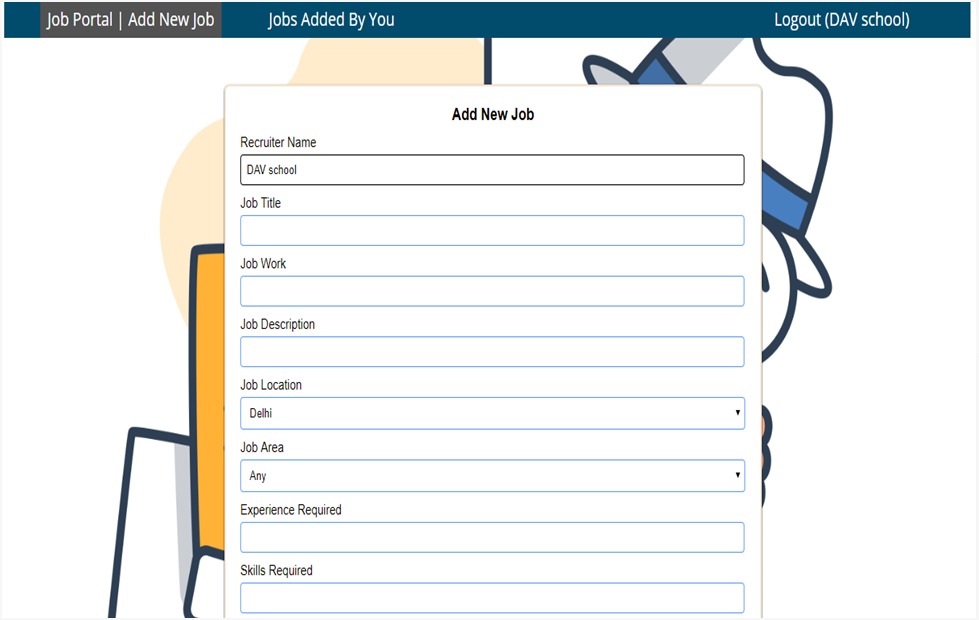 Job Portal | Add New Job Jobs Added By You Logout (DAV school)
Add New Job
Recruiter Name
DAV school
Job Title
Job Work
Job Description
Job Location
Delhi
Job Area
Any
Experience Required
Skills Required